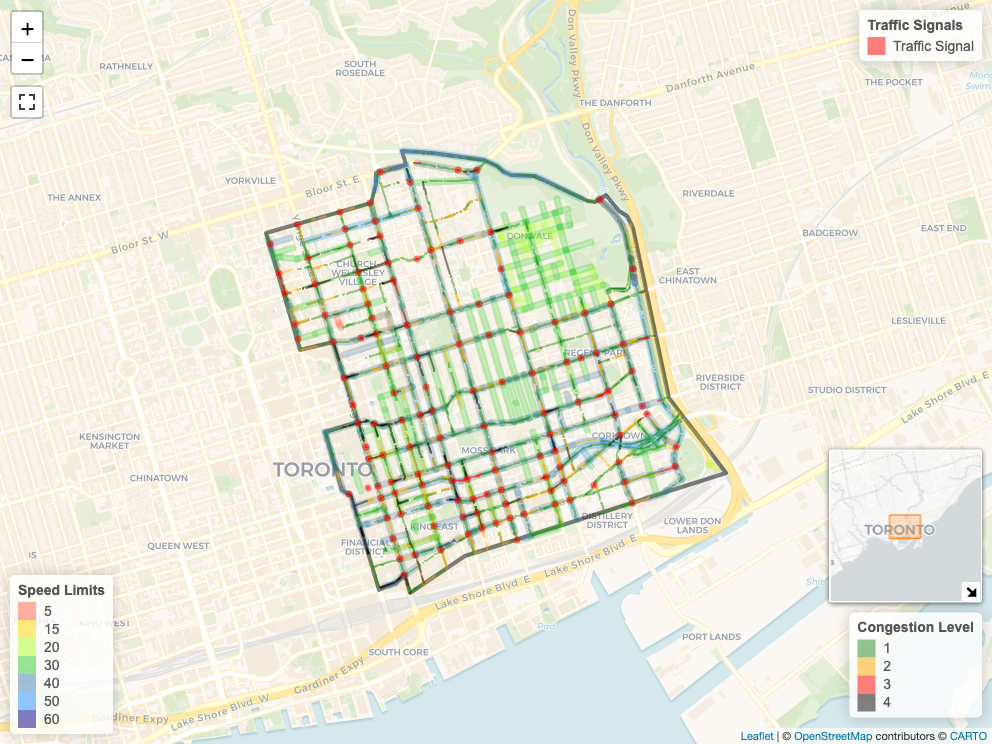 +
−
Traffic Signals
Traffic Signal
RATHNELLY
SOUTH
ROSEDALE
Don Valley Pkwy
Danforth Avenue
THE POCKET
THE DANFORTH
Don Valley Pkwy
YORKVILLE
Bloor St. E
THE ANNEX
RIVERDALE
Bloor St. W
BADGEROW
EAST END
DONVALE
CHURCH
WELLESLEY
VILLAGE
EAST
CHINATOWN
LESLIEVILLE
REGENT PARK
RIVERSIDE
DISTRICT
STUDIO DISTRICT
Lake Shore Blvd. E
KENSINGTON
MARKET
CORKTOWN
MOSS PARK
TORONTO
CHINATOWN
KING EAST
DISTILLERY
DISTRICT
LOWER DON
LANDS
QUEEN WEST
FINANCIAL
DISTRICT
TORONTO
Lake Shore Blvd. E
Lake Shore Blvd. E
Speed Limits
5
15
20
30
40
50
60
KING WEST
SOUTH CORE
PORT LANDS
Gardiner Expy
Lake Shore Blvd. W
Gardiner Expy
Congestion Level
1
2
3
4
Leaflet | © OpenStreetMap contributors © CARTO